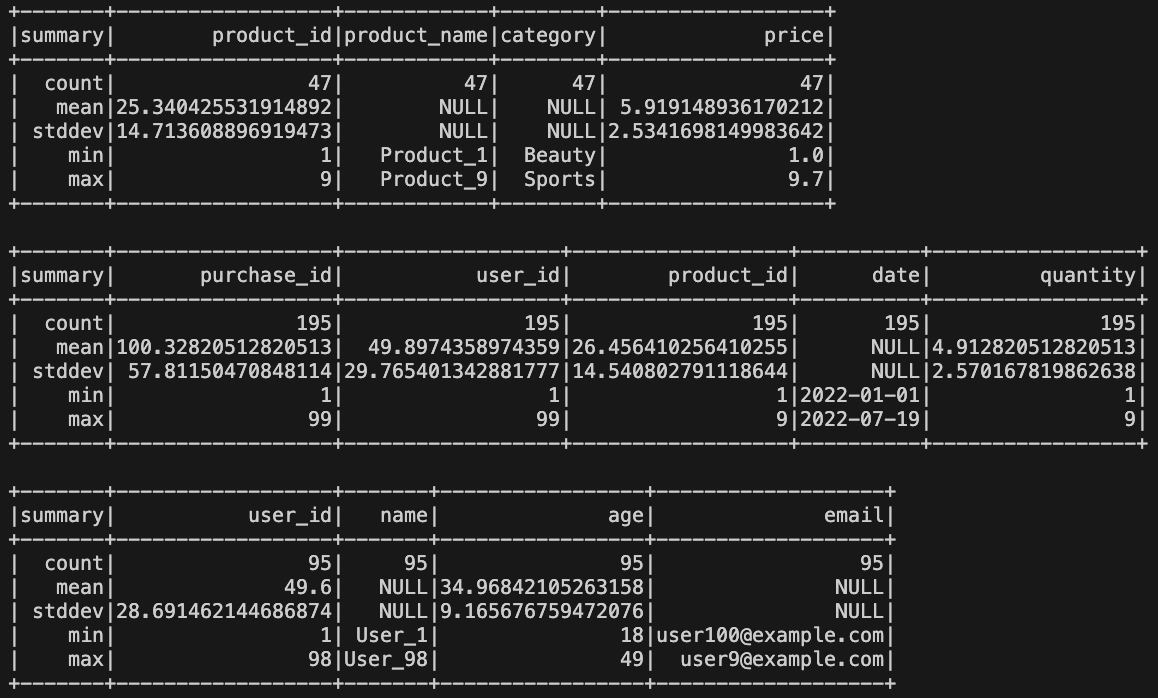 +-------+------------------+------------+--------+------------------+
|summary|        product_id|product_name|category|             price|
+-------+------------------+------------+--------+------------------+
|  count|                47|          47|      47|                47|
|   mean|25.340425531914892|        NULL|    NULL| 5.919148936170212|
| stddev|14.713608896919473|        NULL|    NULL|2.5341698149983642|
|    min|                 1|   Product_1|  Beauty|               1.0|
|    max|                 9|   Product_9|  Sports|               9.7|
+-------+------------------+------------+--------+------------------+

+-------+------------------+------------------+------------------+----------+-----------------+
|summary|       purchase_id|           user_id|        product_id|      date|         quantity|
+-------+------------------+------------------+------------------+----------+-----------------+
|  count|               195|               195|               195|       195|              195|
|   mean|100.32820512820513|  49.8974358974359|26.456410256410255|      NULL|4.912820512820513|
| stddev| 57.81150470848114|29.765401342881777|14.540802791118644|      NULL|2.570167819862638|
|    min|                 1|                 1|                 1|2022-01-01|                1|
|    max|                99|                99|                 9|2022-07-19|                9|
+-------+------------------+------------------+------------------+----------+-----------------+

+-------+------------------+-------+-----------------+-------------------+
|summary|           user_id|   name|              age|              email|
+-------+------------------+-------+-----------------+-------------------+
|  count|                95|     95|               95|                 95|
|   mean|              49.6|   NULL|34.96842105263158|               NULL|
| stddev|28.691462144686874|   NULL|9.165676759472076|               NULL|
|    min|                 1| User_1|               18|user100@example.com|
|    max|                98|User_98|               49|  user9@example.com|
+-------+------------------+-------+-----------------+-------------------+